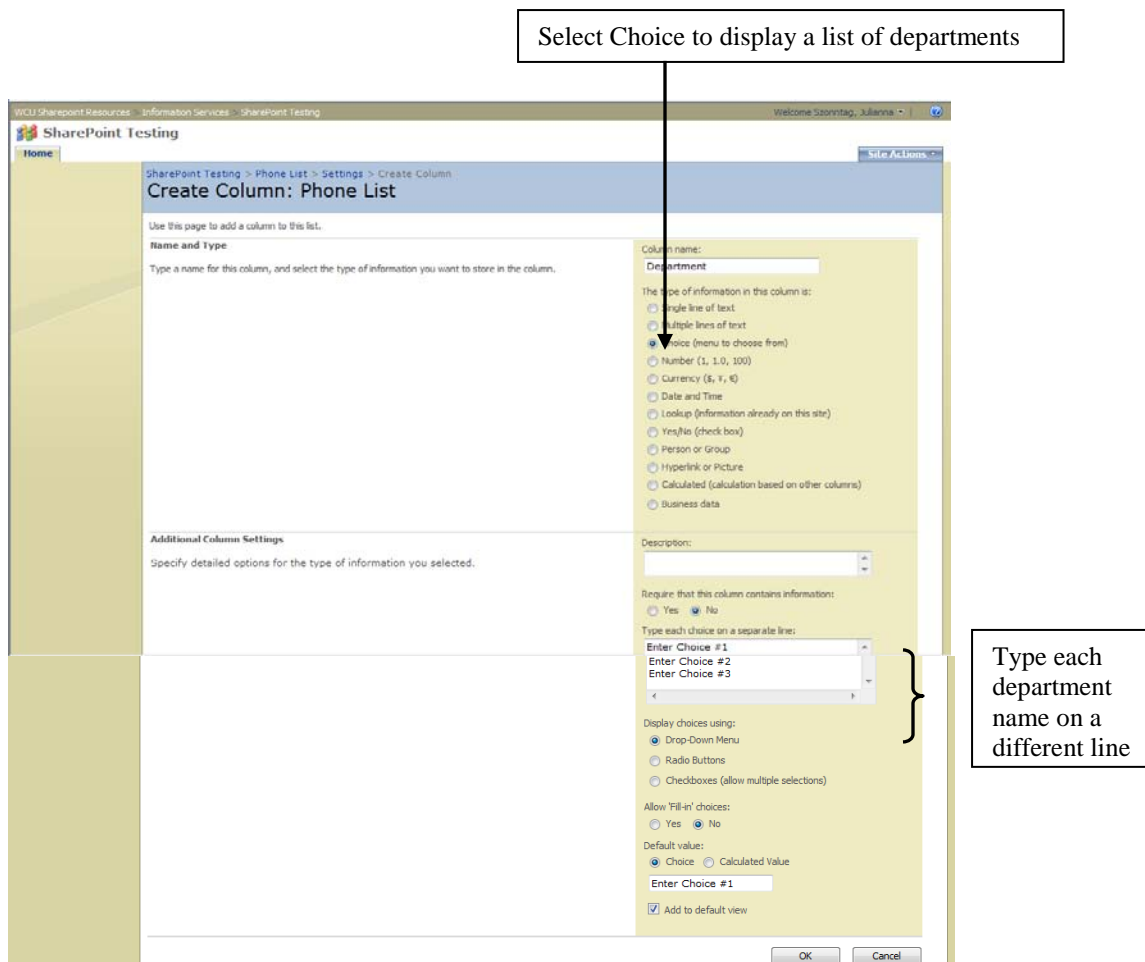 Select Choice to display a list of departments
WCU Sharepoint Resources > Information Services > SharePoint Testing
Welcome Szonntag, Julianna
SharePoint Testing
Home
Site Actions
SharePoint Testing > Phone List > Settings > Create Column
Create Column: Phone List
Use this page to add a column to this list.
Name and Type
Type a name for this column, and select the type of information you want to store in the column.
Column name:
Department
The type of information in this column is:
Single line of text
Multiple lines of text
Choice (menu to choose from)
Number (1, 1.0, 100)
Currency ($, ¥, €)
Date and Time
Lookup (information already on this site)
Yes/No (check box)
Person or Group
Hyperlink or Picture
Calculated (calculation based on other columns)
Business data
Additional Column Settings
Specify detailed options for the type of information you selected.
Description:
Require that this column contains information:
Yes No
Type each choice on a separate line:
Enter Choice #1
Enter Choice #2
Enter Choice #3
Type each
department
name on a
different line
Display choices using:
Drop-Down Menu
Radio Buttons
Checkboxes (allow multiple selections)
Allow 'Fill-in' choices:
Yes No
Default value:
Choice Calculated Value
Enter Choice #1
Add to default view
OK Cancel